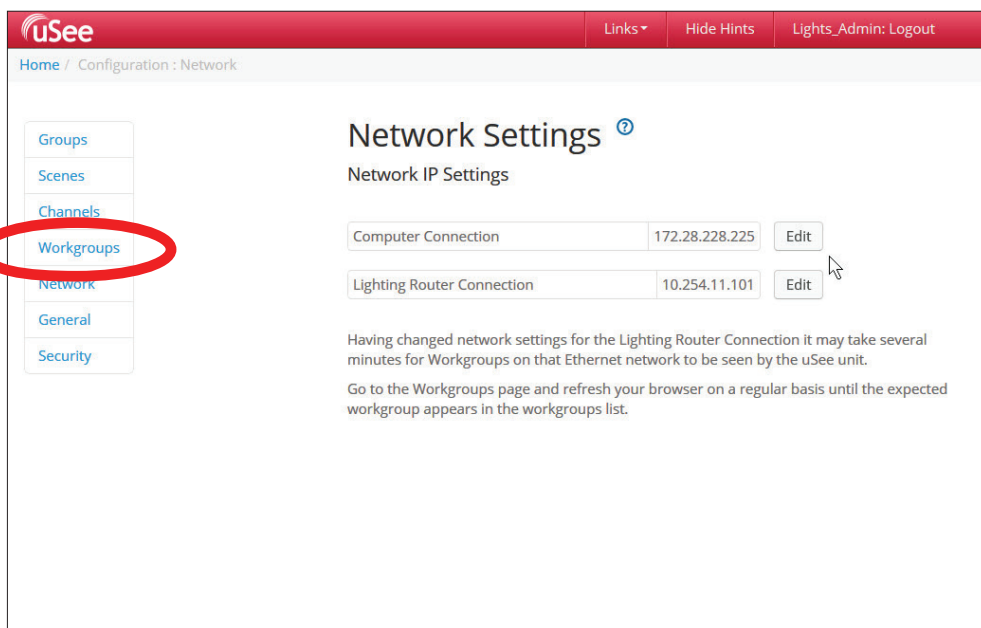 uSee
Links
Hide Hints
Lights_Admin: Logout
Home / Configuration : Network
Groups
Scenes
Channels
Workgroups
Network
General
Security
Network Settings ?
Network IP Settings
Computer Connection 172.28.228.225 Edit
Lighting Router Connection 10.254.11.101 Edit
Having changed network settings for the Lighting Router Connection it may take several
minutes for Workgroups on that Ethernet network to be seen by the uSee unit.
Go to the Workgroups page and refresh your browser on a regular basis until the expected
workgroup appears in the workgroups list.